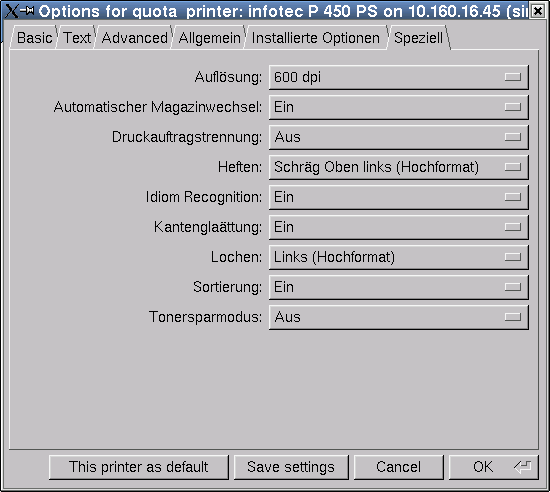 Options for quota_printer: infotec P 450 PS on 10.160.16.45 (
Basic Text Advanced Allgemein Installierte Optionen Speziell
Auflösung: 600 dpi
Automatischer Magazinwechsel: Ein
Druckauftragstrennung: Aus
Heften: Schräg Oben links (Hochformat)
Idiom Recognition: Ein
Kantenglaättung: Ein
Lochen: Links (Hochformat)
Sortierung: Ein
Tonersparmodus: Aus
This printer as default Save settings Cancel OK